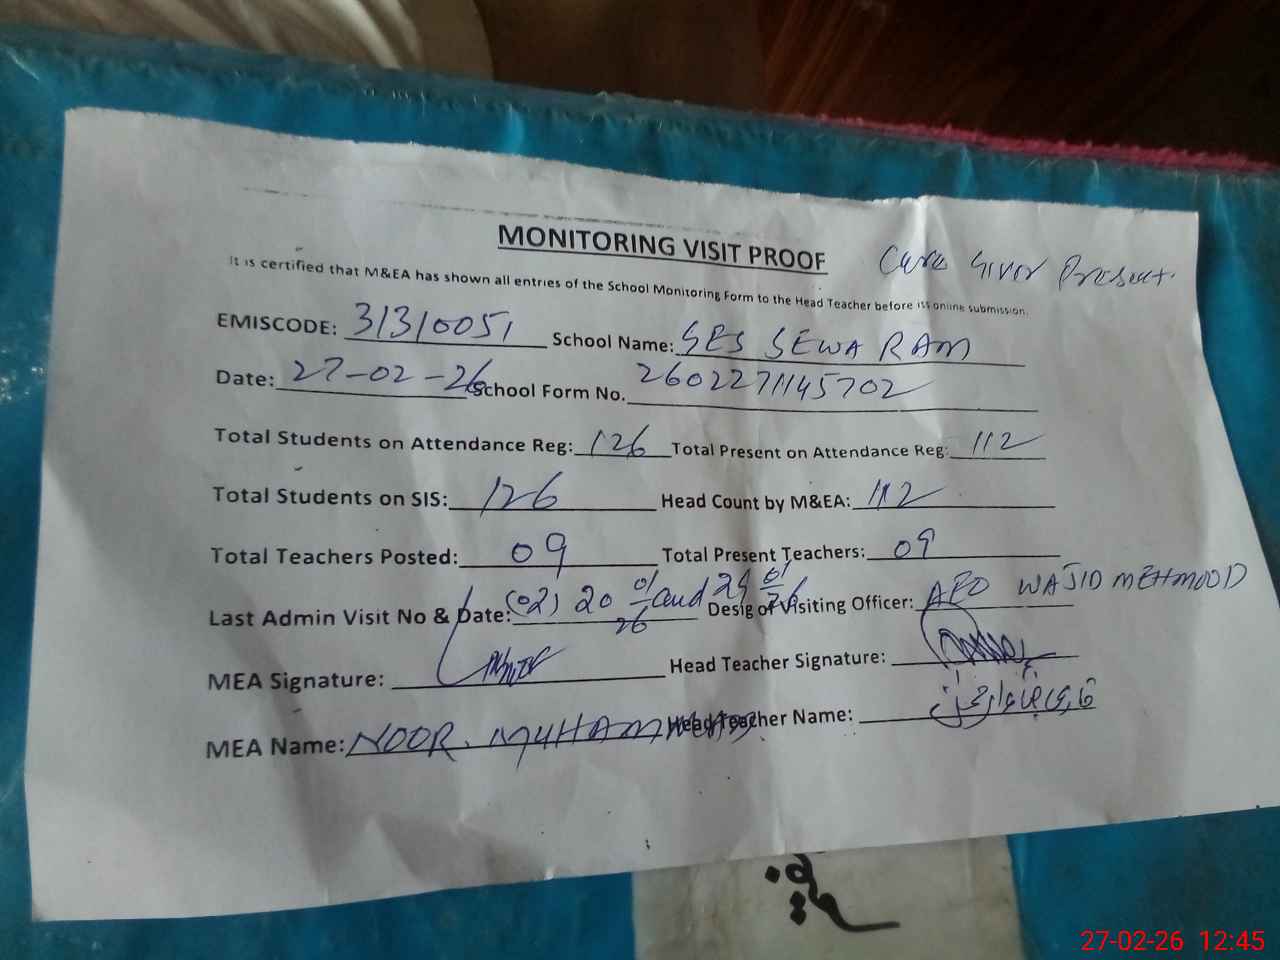 MONITORING VISIT PROOF Care Giver Present.
It is certified that M&EA has shown all entries of the School Monitoring Form to the Head Teacher before its online submission.
EMISCODE: 31310051 School Name: GES SEWA RAM
Date: 27-02-26 School Form No. 2602271145702
Total Students on Attendance Reg: 126 Total Present on Attendance Reg: 112
Total Students on SIS: 126 Head Count by M&EA: 112
Total Teachers Posted: 09 Total Present Teachers: 09
Last Admin Visit No & Date: (02) 20 01/26 and 29 01/26 Desig of Visiting Officer: AEO WAJID MEHMOOD
MEA Signature: Head Teacher Signature:
MEA Name: NOOR. MUHAMMAD Head Teacher Name:
27-02-26 12:45